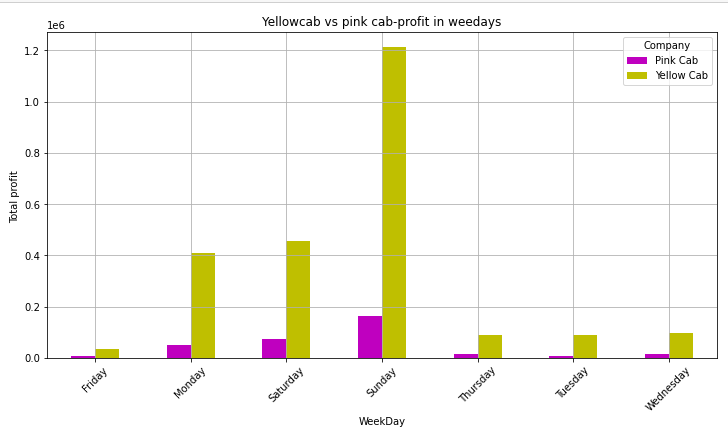 Yellowcab vs pink cab-profit in weedays
1e6
Company
Pink Cab
Yellow Cab
1.2
1.0
0.8
0.6
0.4
0.2
0.0
Total profit
Friday
Monday
Saturday
Sunday
Thursday
Tuesday
Wednesday
WeekDay